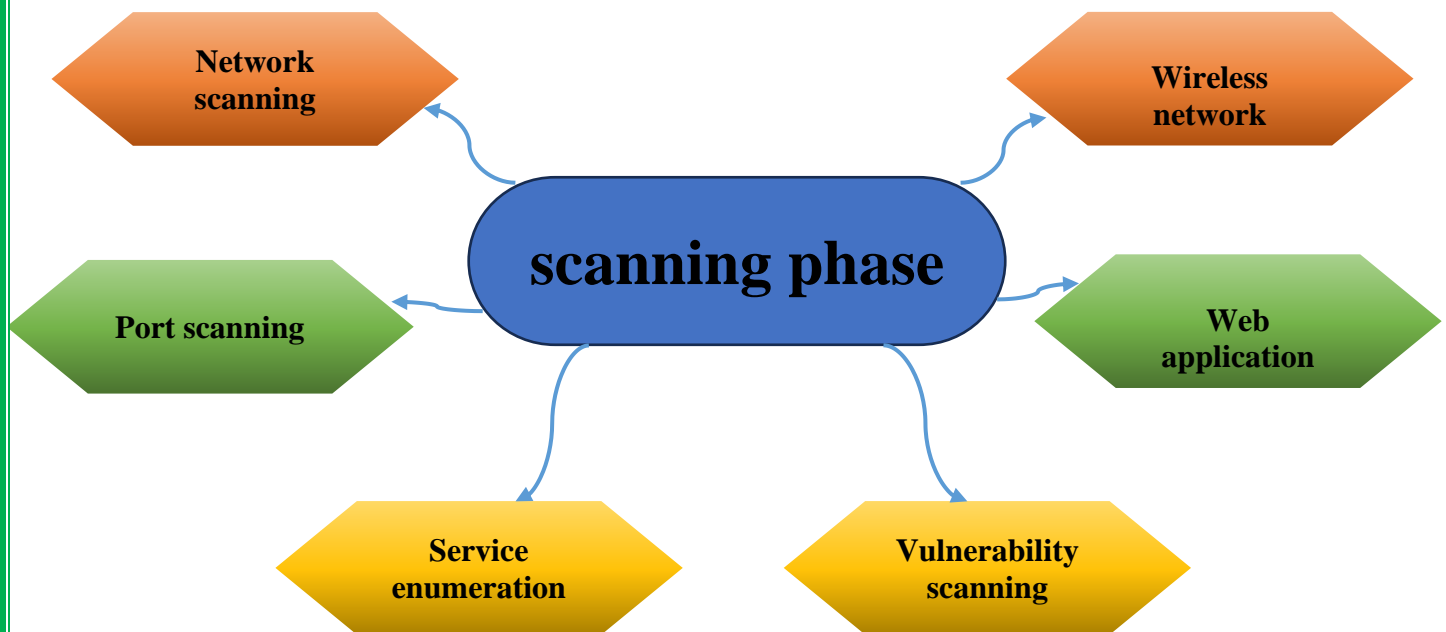 Network
scanning
Wireless
network
scanning phase
Port scanning
Web
application
Service
enumeration
Vulnerability
scanning